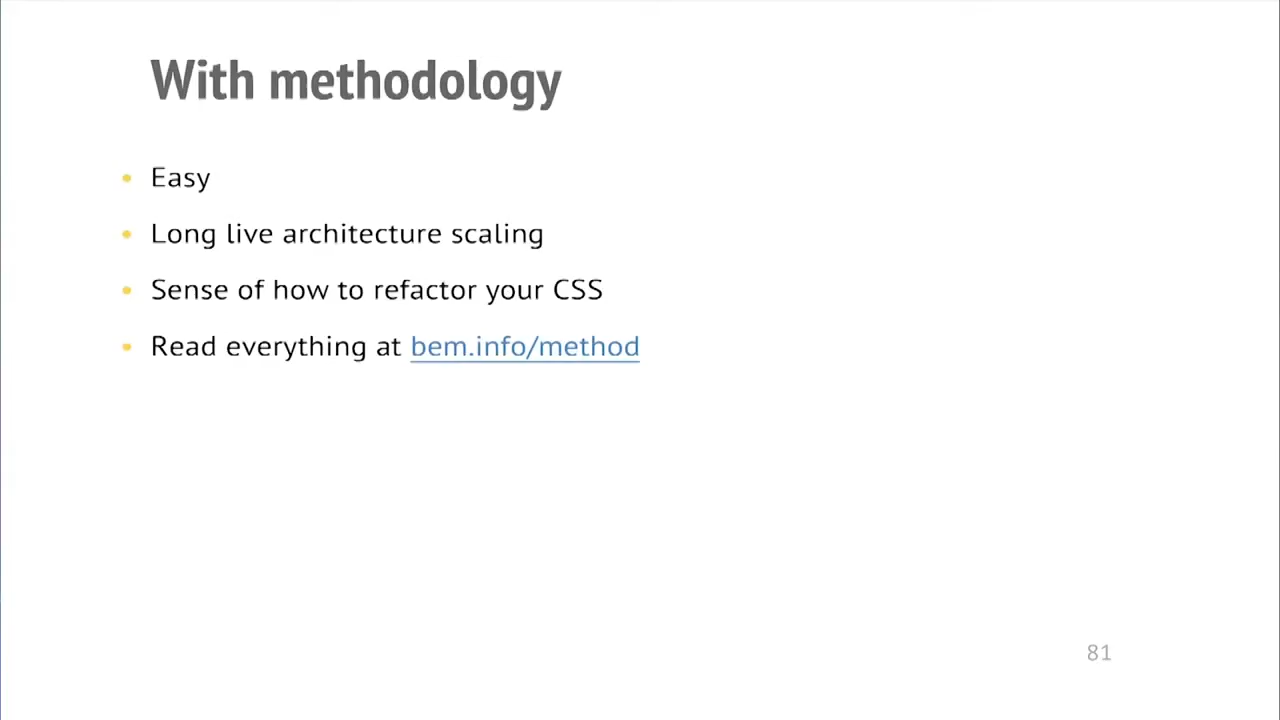 With methodology
Easy
Long live architecture scaling
Sense of how to refactor your CSS
Read everything at bem.info/method
81